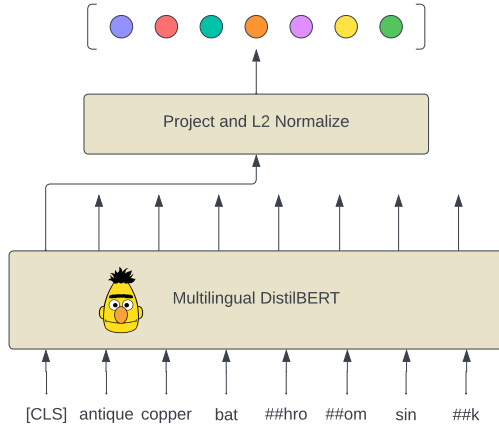 Project and L2 Normalize
Multilingual DistilBERT
[CLS] antique copper bat ##hro ##om sin ##k